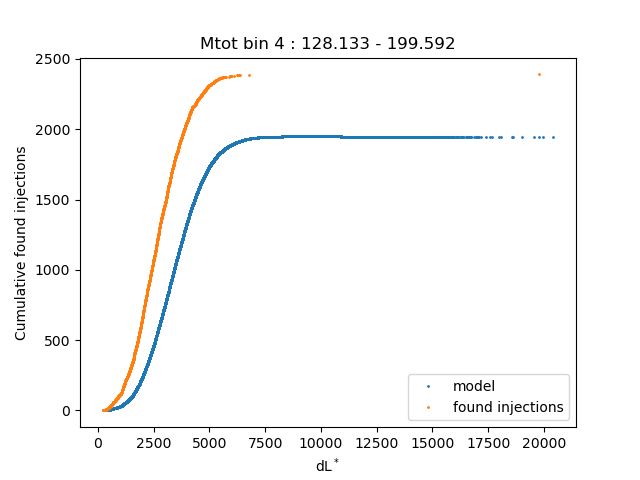 Mtot bin 4 : 128.133 - 199.592
Cumulative found injections
2500
2000
1500
1000
500
0
0 2500 5000 7500 10000 12500 15000 17500 20000
dL*
model
found injections